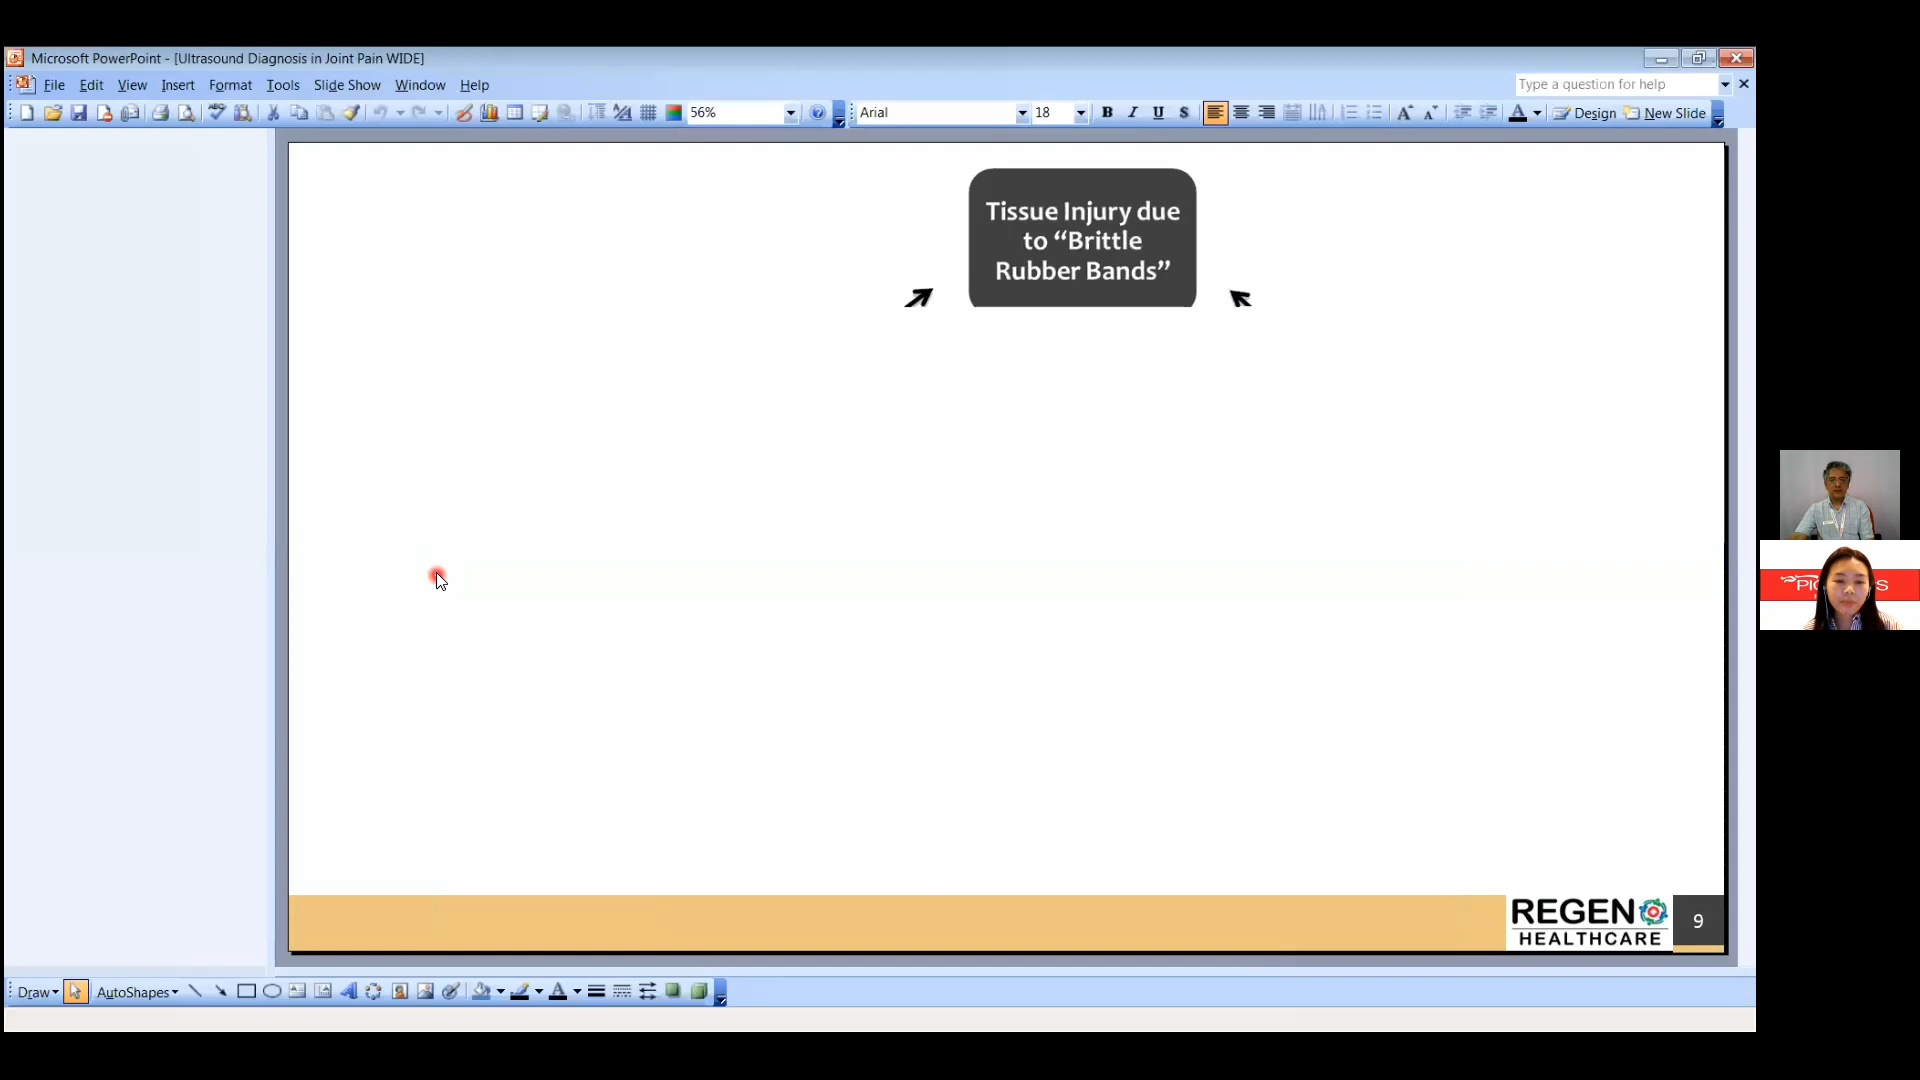 Microsoft PowerPoint - [Ultrasound Diagnosis in Joint Pain WIDE]
File Edit View Insert Format Tools Slide Show Window Help
Type a question for help
56%
Arial
18
B I U S
A
Design
New Slide
Tissue Injury due
to “Brittle
Rubber Bands”
REGEN
HEALTHCARE
9
Draw
AutoShapes